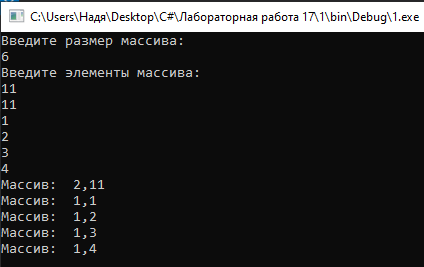 C:\Users\Надя\Desktop\C#\Лабораторная работа 17\1\bin\Debug\1.exe
Введите размер массива:
6
Введите элементы массива:
11
11
1
2
3
4
Массив:  2,11
Массив:  1,1
Массив:  1,2
Массив:  1,3
Массив:  1,4